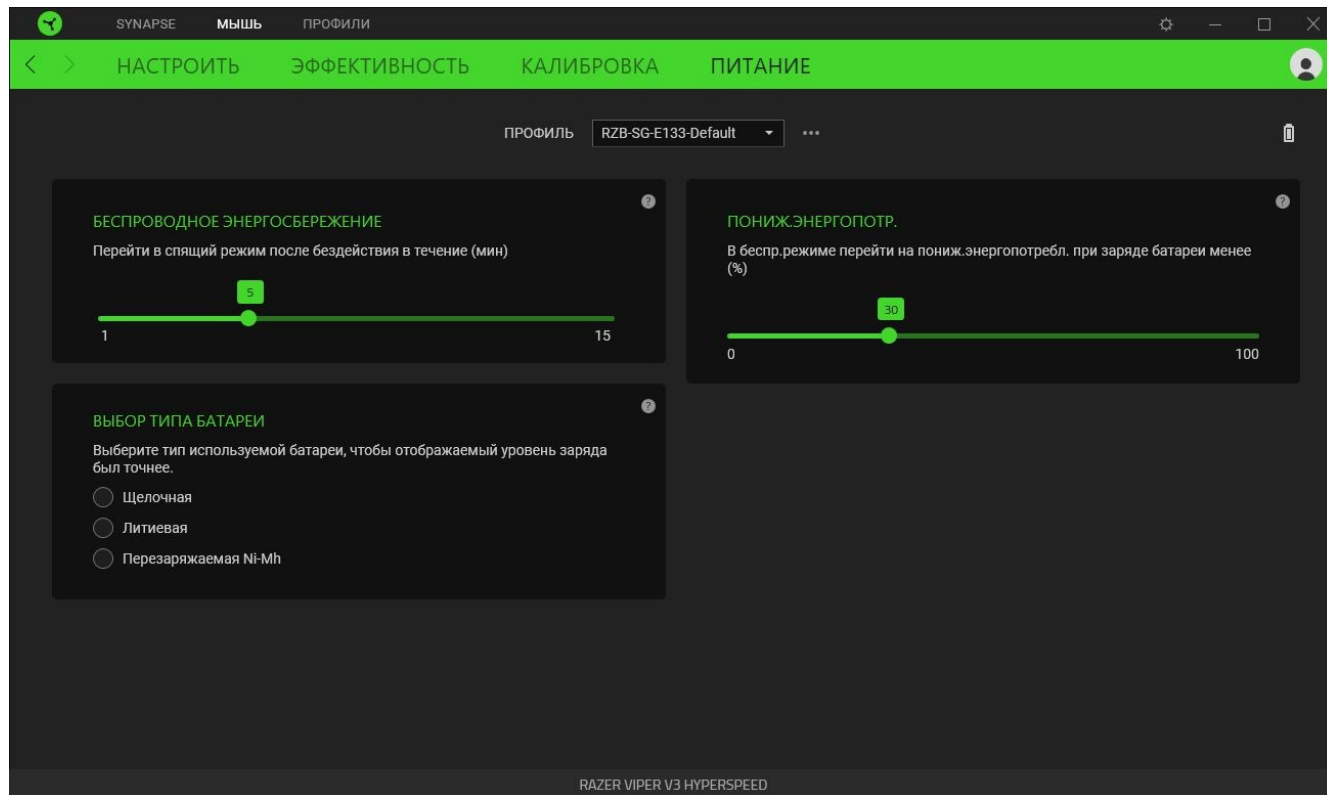 SYNAPSE МЫШЬ ПРОФИЛИ
НАСТРОИТЬ ЭФФЕКТИВНОСТЬ КАЛИБРОВКА ПИТАНИЕ
ПРОФИЛЬ RZB-SG-E133-Default
БЕСПРОВОДНОЕ ЭНЕРГОСБЕРЕЖЕНИЕ
Перейти в спящий режим после бездействия в течение (мин)
5
1 15
ПОНИЖ.ЭНЕРГОПОТР.
В беспр.режиме перейти на пониж.энергопотребл. при заряде батареи менее
(%)
30
0 100
ВЫБОР ТИПА БАТАРЕИ
Выберите тип используемой батареи, чтобы отображаемый уровень заряда
был точнее.
Щелочная
Литиевая
Перезаряжаемая Ni-Mh
RAZER VIPER V3 HYPERSPEED